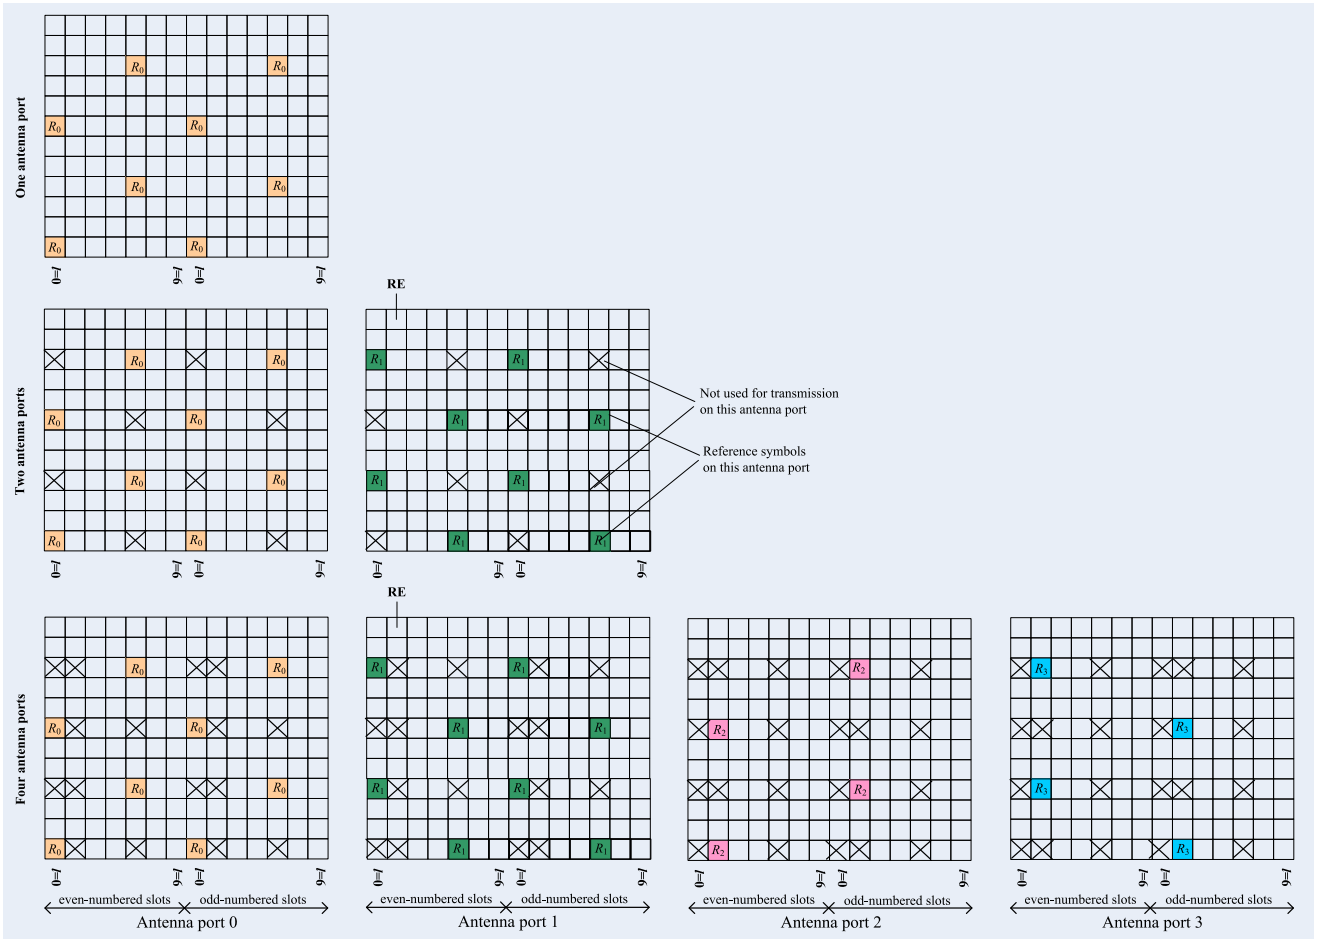 One antenna port
R0 R0
R0 R0
R0 R0
R0 R0
l=0 l=6 l=0 l=6
RE
Two antenna ports
R0 R0
R0 R0
R0 R0
R0 R0
l=0 l=6 l=0 l=6
R1 R1
R1 R1
R1 R1
R1 R1
l=0 l=6 l=0 l=6
Not used for transmission
on this antenna port
Reference symbols
on this antenna port
RE
Four antenna ports
R0 R0
R0 R0
R0 R0
R0 R0
l=0 l=6 l=0 l=6
even-numbered slots odd-numbered slots
Antenna port 0
R1 R1
R1 R1
R1 R1
R1 R1
l=0 l=6 l=0 l=6
even-numbered slots odd-numbered slots
Antenna port 1
R2
R2
R2
R2
l=0 l=6 l=0 l=6
even-numbered slots odd-numbered slots
Antenna port 2
R3
R3
R3
R3
l=0 l=6 l=0 l=6
even-numbered slots odd-numbered slots
Antenna port 3